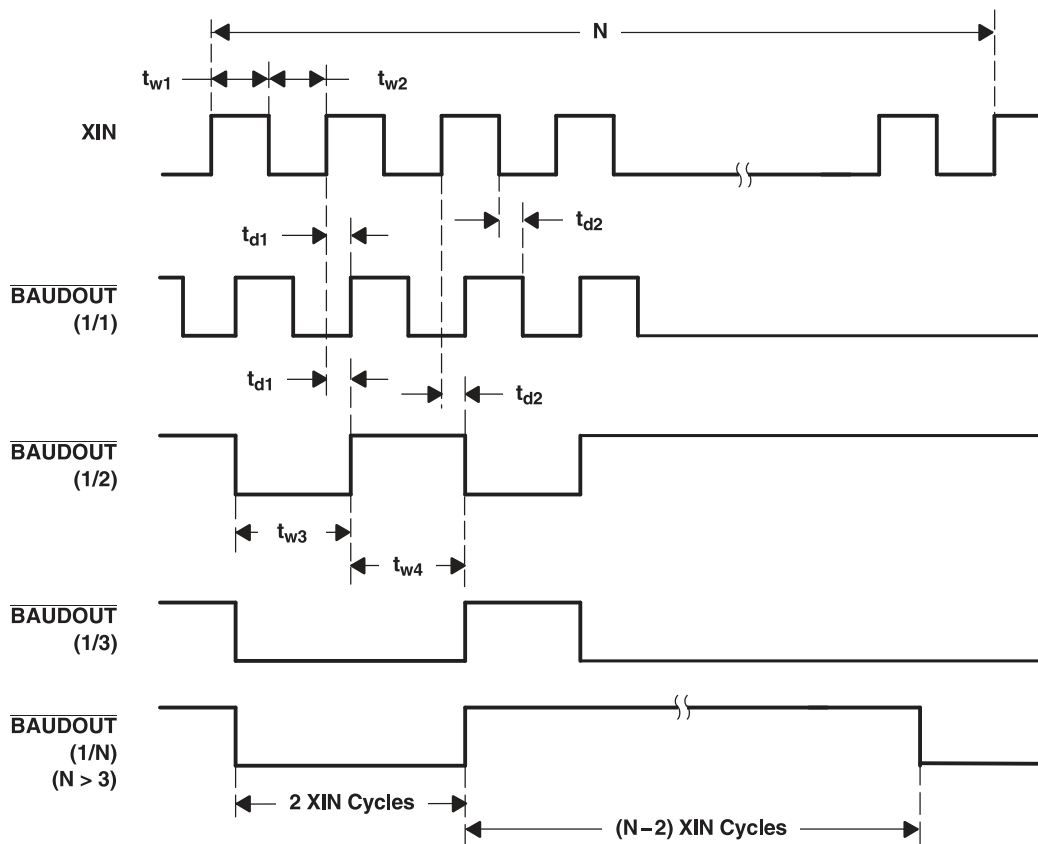 N
tw1
tw2
XIN
td1
td2
BAUDOUT
(1/1)
td1
td2
BAUDOUT
(1/2)
tw3
tw4
BAUDOUT
(1/3)
BAUDOUT
(1/N)
(N > 3)
2 XIN Cycles
(N−2) XIN Cycles